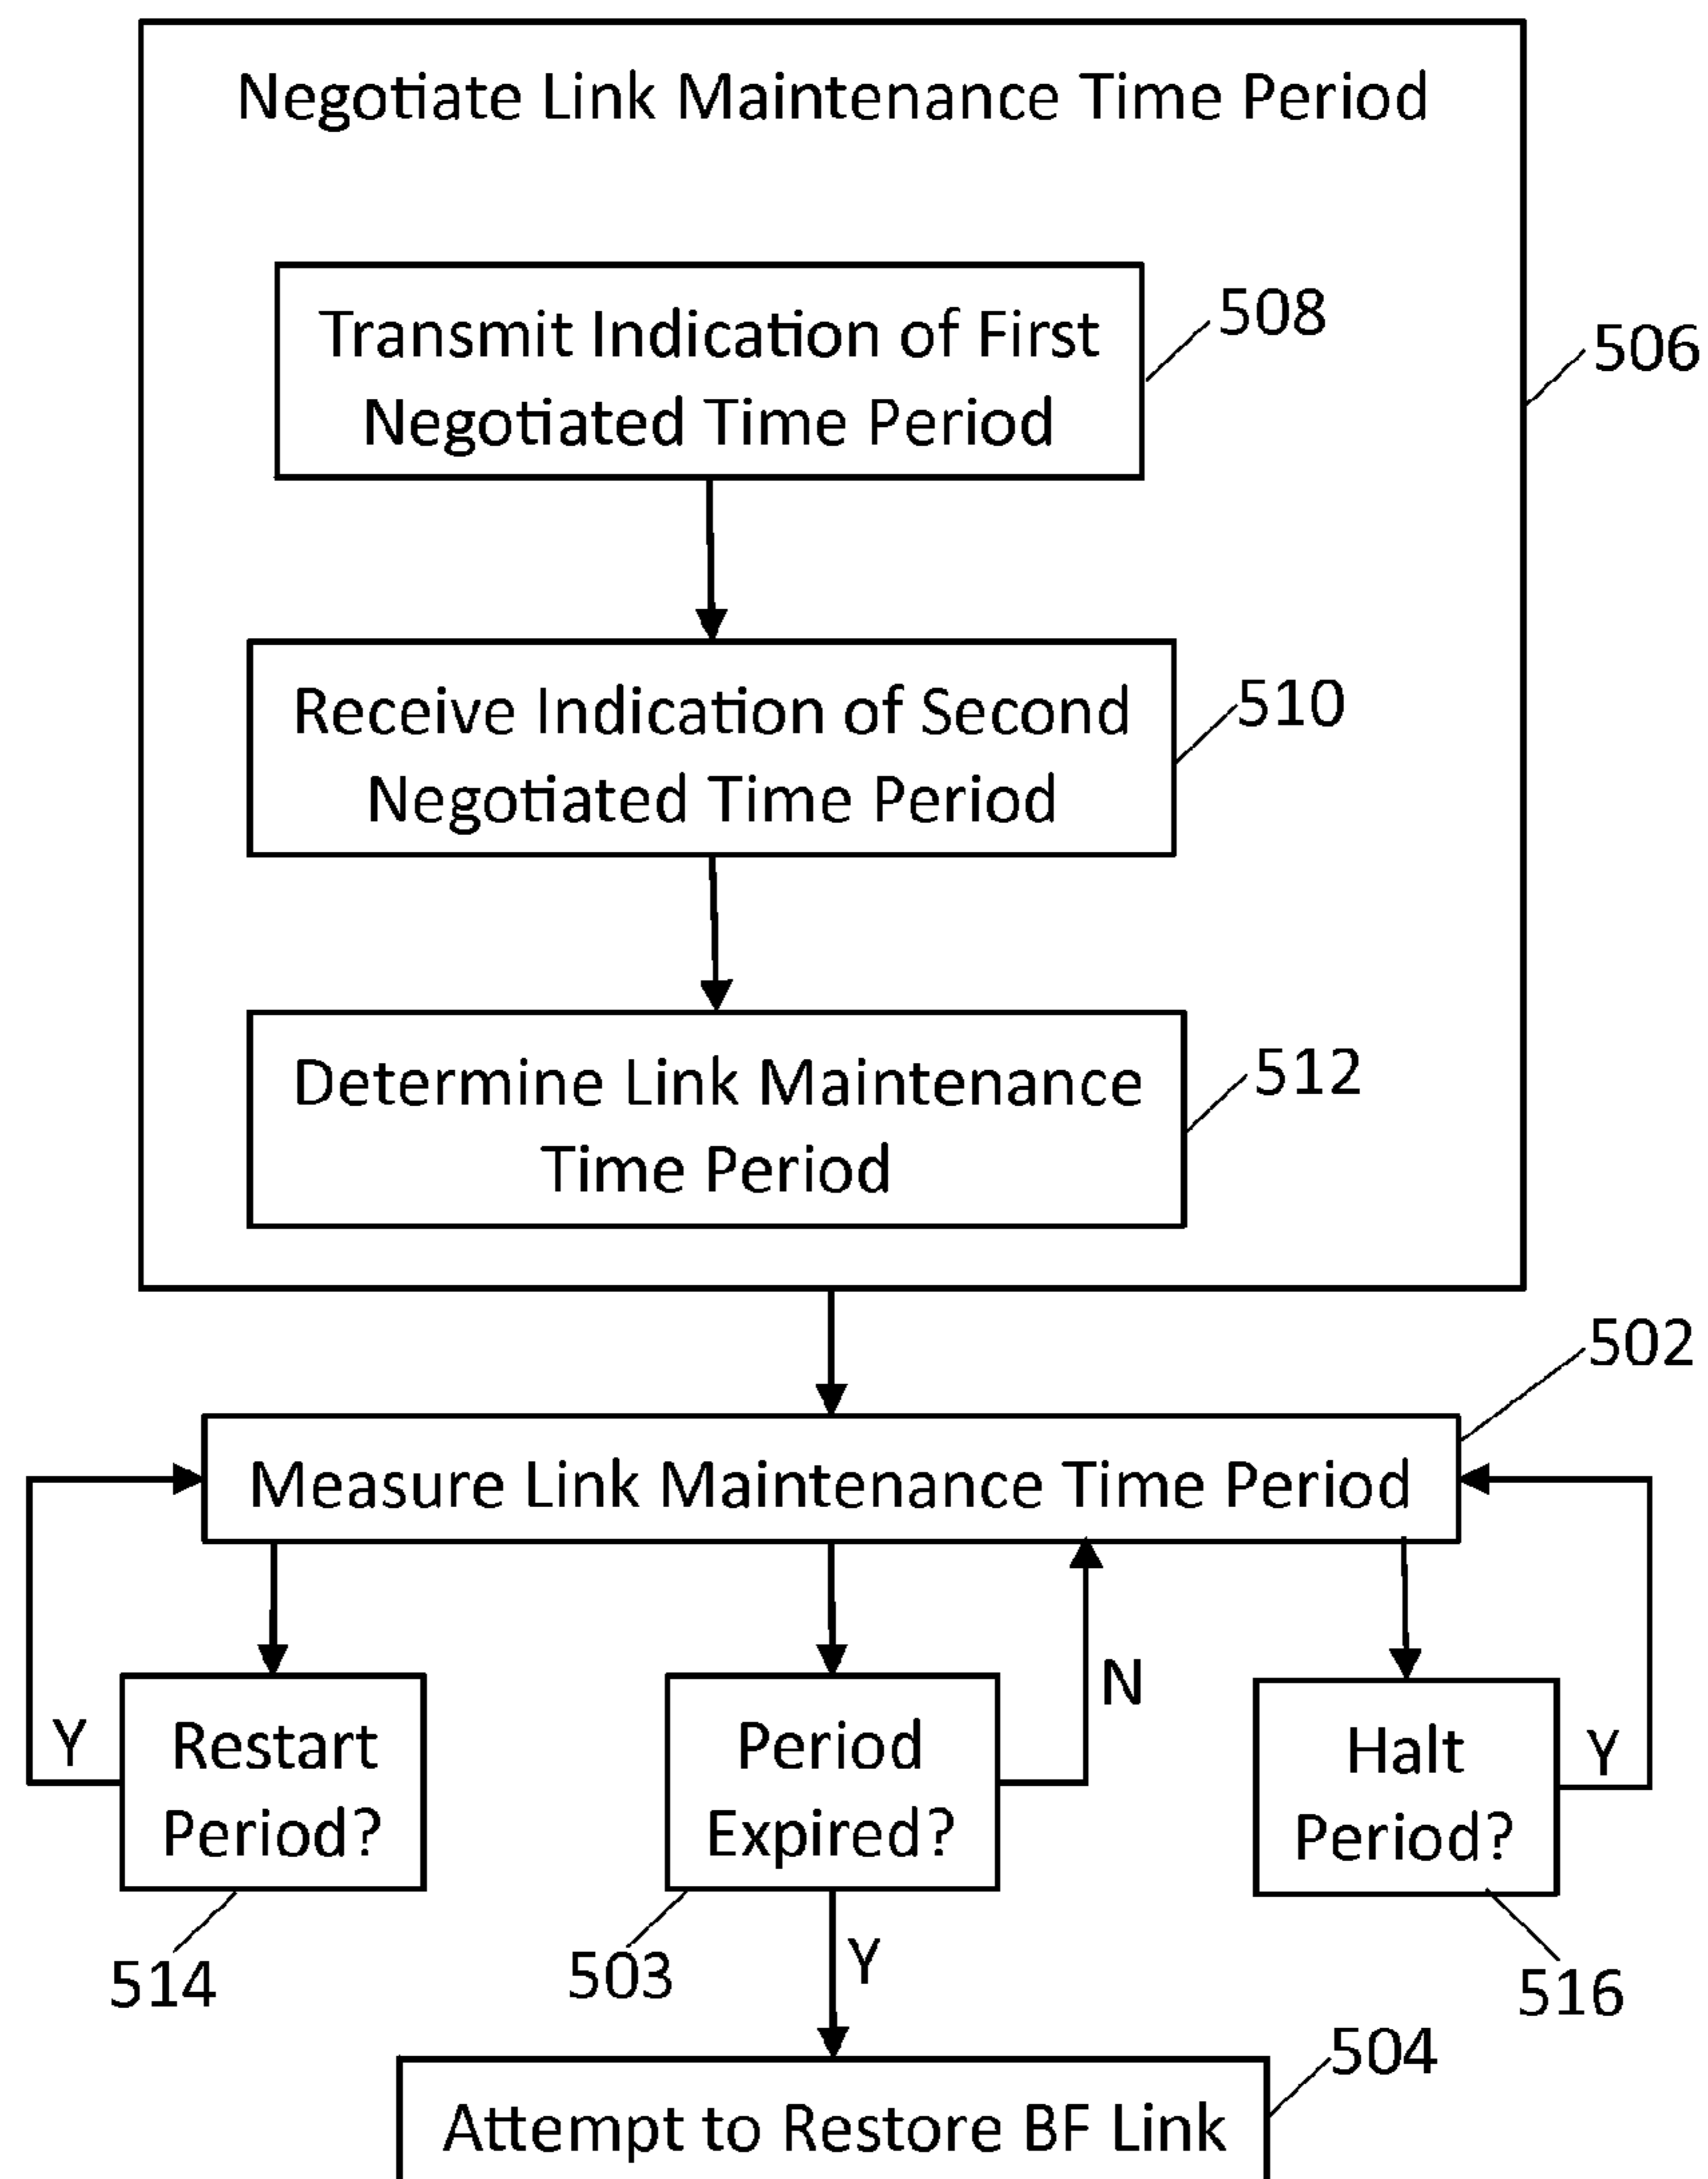 Negotiate Link Maintenance Time Period
Transmit Indication of First
Negotiated Time Period
508
506
Receive Indication of Second
Negotiated Time Period
510
Determine Link Maintenance
Time Period
512
502
Measure Link Maintenance Time Period
Y
Restart
Period?
Period
Expired?
N
Halt
Period?
Y
514
503
Y
516
504
Attempt to Restore BF Link